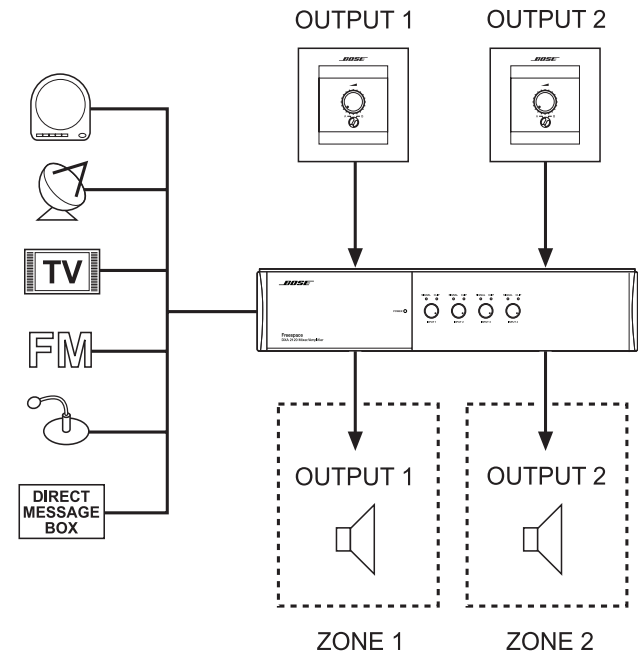 OUTPUT 1
OUTPUT 2
BOSE
BOSE
TV
FM
DIRECT
MESSAGE
BOX
BOSE
POWER
Freespace
OUTPUT 1
OUTPUT 2
ZONE 1
ZONE 2